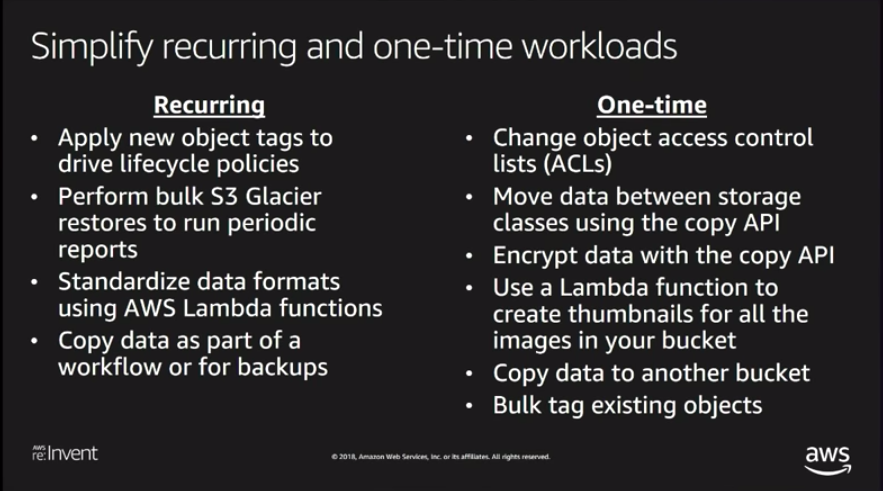 Simplify recurring and one-time workloads
Recurring
• Apply new object tags to
drive lifecycle policies
• Perform bulk S3 Glacier
restores to run periodic
reports
• Standardize data formats
using AWS Lambda functions
• Copy data as part of a
workflow or for backups
One-time
• Change object access control
lists (ACLs)
• Move data between storage
classes using the copy API
• Encrypt data with the copy API
• Use a Lambda function to
create thumbnails for all the
images in your bucket
• Copy data to another bucket
• Bulk tag existing objects
AWS
re:Invent
© 2018, Amazon Web Services, Inc. or its affiliates. All rights reserved.
aws